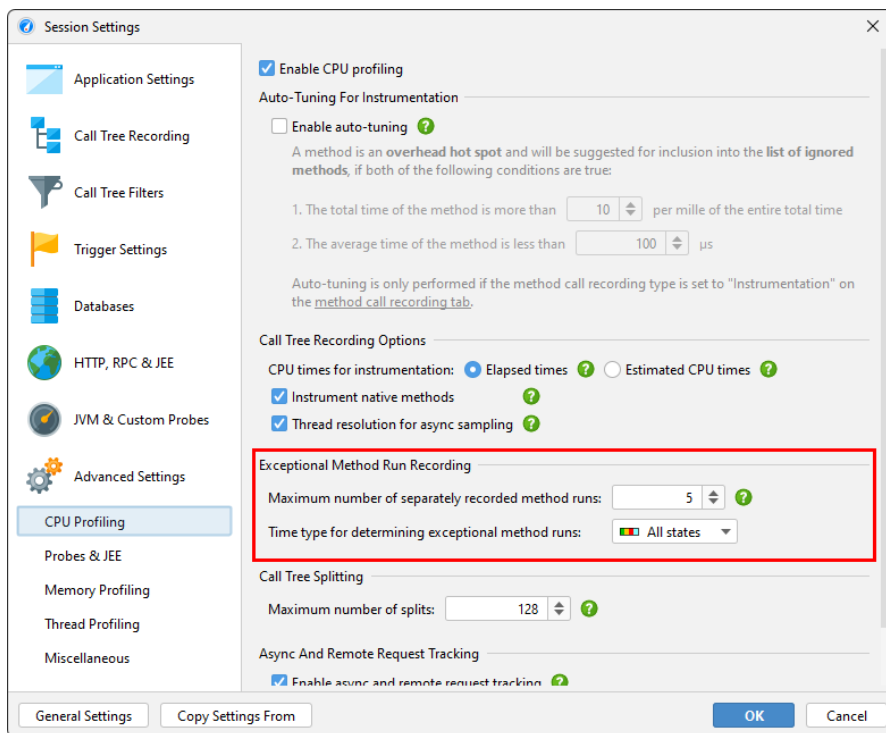 Session Settings
Application Settings
Call Tree Recording
Call Tree Filters
Trigger Settings
Databases
HTTP, RPC & JEE
JVM & Custom Probes
Advanced Settings
CPU Profiling
Probes & JEE
Memory Profiling
Thread Profiling
Miscellaneous
Enable CPU profiling
Auto-Tuning For Instrumentation
Enable auto-tuning
A method is an overhead hot spot and will be suggested for inclusion into the list of ignored
methods, if both of the following conditions are true:
1. The total time of the method is more than 10 per mille of the entire total time
2. The average time of the method is less than 100 μs
Auto-tuning is only performed if the method call recording type is set to "Instrumentation" on
the method call recording tab.
Call Tree Recording Options
CPU times for instrumentation: Elapsed times Estimated CPU times
Instrument native methods
Thread resolution for async sampling
Exceptional Method Run Recording
Maximum number of separately recorded method runs: 5
Time type for determining exceptional method runs: All states
Call Tree Splitting
Maximum number of splits: 128
Async And Remote Request Tracking
Enable async and remote request tracking
General Settings
Copy Settings From
OK
Cancel